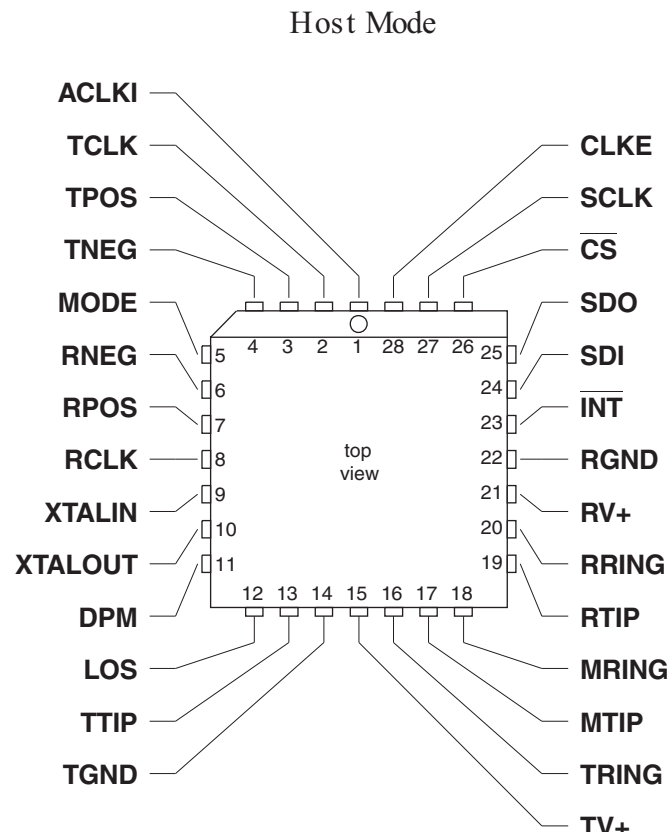 Host Mode
ACLKI
TCLK
TPOS
TNEG
MODE
RNEG
RPOS
RCLK
XTALIN
XTALOUT
DPM
LOS
TTIP
TGND
CLKE
SCLK
C̅S̅
SDO
SDI
I̅N̅T̅
RGND
RV+
RRING
RTIP
MRING
MTIP
TRING
TV+
4 3 2 1 28 27 26
5
6
7
8
9
10
11
25
24
23
22
21
20
19
top
view
12 13 14 15 16 17 18